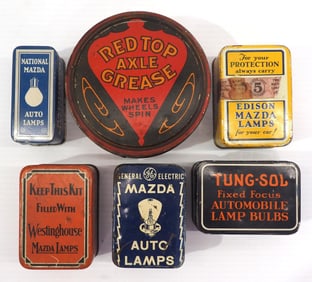 NATIONAL
MAZDA
AUTO
LAMPS
RED TOP
AXLE
GREASE
MAKES
WHEELS
SPIN
For your
PROTECTION
always carry
5
EDISON
MAZDA
LAMPS
for your car!
KEEP THIS KIT
FILLED WITH
Westinghouse
MAZDA LAMPS
GENERAL GE ELECTRIC
MAZDA
AUTO
LAMPS
TUNG-SOL
Fixed Focus
AUTOMOBILE
LAMP BULBS